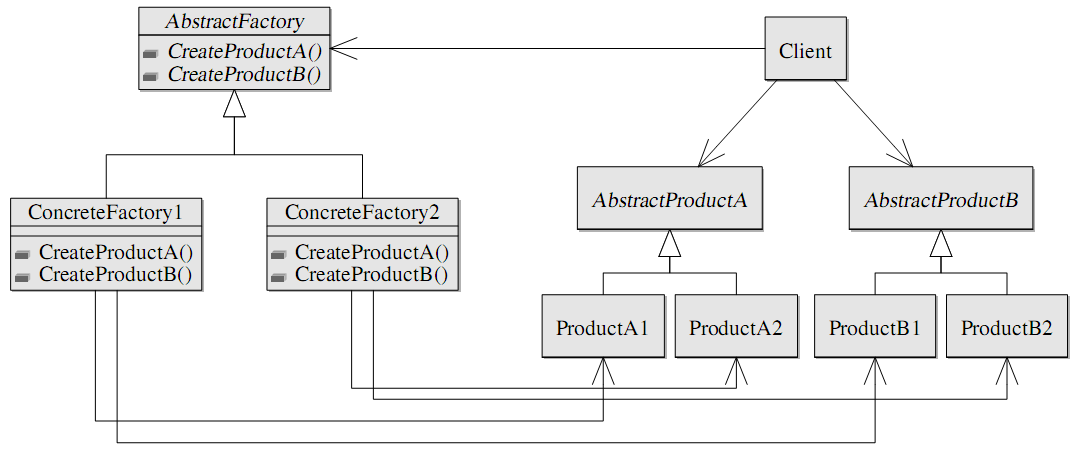 AbstractFactory
CreateProductA()
CreateProductB()
Client
AbstractProductA
AbstractProductB
ConcreteFactory1
CreateProductA()
CreateProductB()
ConcreteFactory2
CreateProductA()
CreateProductB()
ProductA1
ProductA2
ProductB1
ProductB2